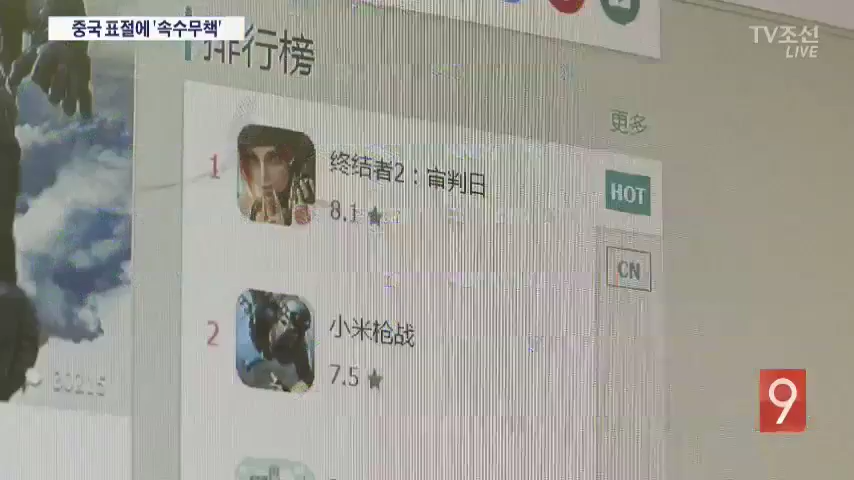 중국 표절에 '속수무책'
TV조선
LIVE
排行榜
更多
1
终结者2：审判日
8.1
HOT
CN
2
小米枪战
7.5
30215
9